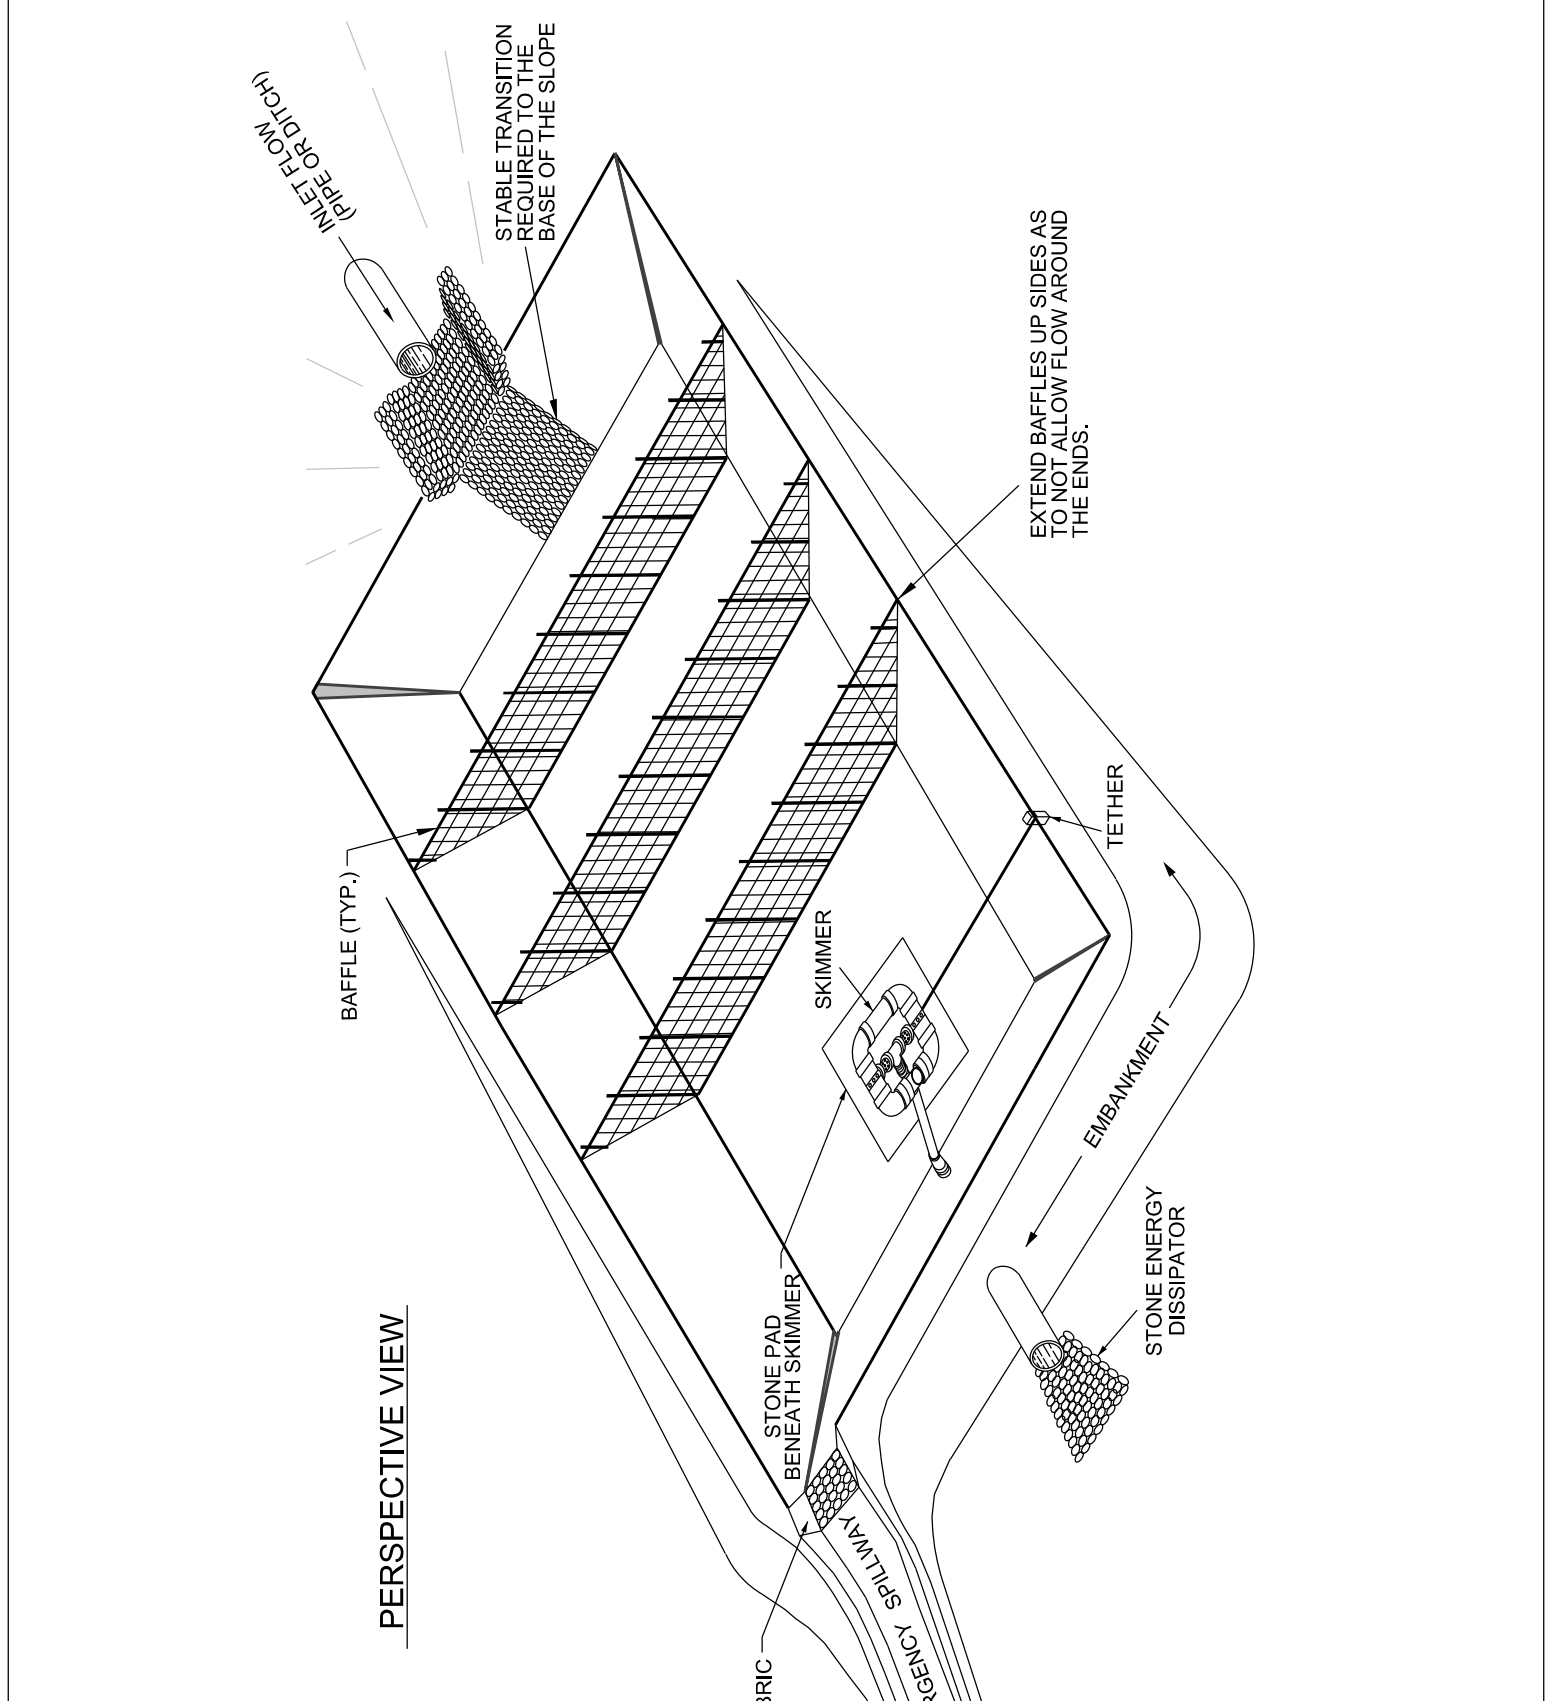 PERSPECTIVE VIEW
INLET FLOW
(PIPE OR DITCH)
STABLE TRANSITION
REQUIRED TO THE
BASE OF THE SLOPE
BAFFLE (TYP.)
EXTEND BAFFLES UP SIDES AS
TO NOT ALLOW FLOW AROUND
THE ENDS.
SKIMMER
TETHER
STONE PAD
BENEATH SKIMMER
EMBANKMENT
STONE ENERGY
DISSIPATOR
BRIC
RGENCY SPILLWAY